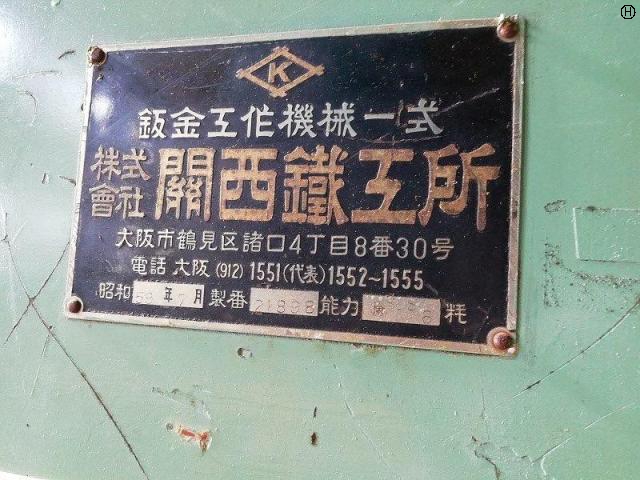 K
鈑金工作機械一式
株式會社 關西鐵工所
大阪市鶴見区諸口4丁目8番30号
電話 大阪 (912) 1551 (代表) 1552~1555
昭和 年7月 製番 21898 能力 粍
H